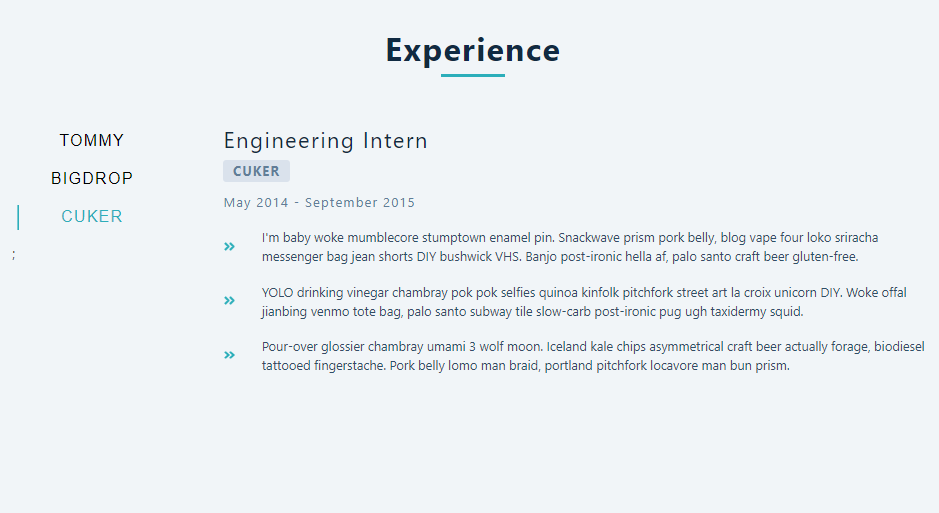 Experience
TOMMY
BIGDROP
CUKER
;
Engineering Intern
CUKER
May 2014 - September 2015
I'm baby woke mumblecore stumptown enamel pin. Snackwave prism pork belly, blog vape four loko sriracha
messenger bag jean shorts DIY bushwick VHS. Banjo post-ironic hella af, palo santo craft beer gluten-free.
YOLO drinking vinegar chambray pok pok selfies quinoa kinfolk pitchfork street art la croix unicorn DIY. Woke offal
jianbing venmo tote bag, palo santo subway tile slow-carb post-ironic pug ugh taxidermy squid.
Pour-over glossier chambray umami 3 wolf moon. Iceland kale chips asymmetrical craft beer actually forage, biodiesel
tattooed fingerstache. Pork belly lomo man braid, portland pitchfork locavore man bun prism.